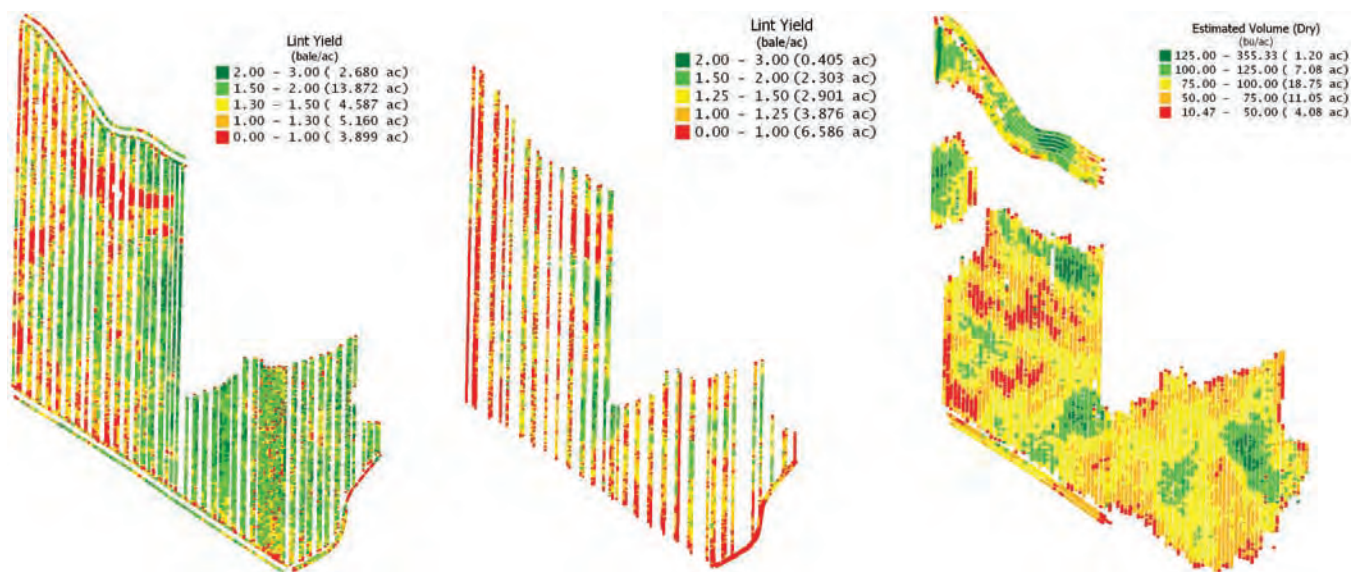 Lint Yield
(bale/ac)
2.00 - 3.00 ( 2.680 ac)
1.50 - 2.00 (13.872 ac)
1.30 - 1.50 ( 4.587 ac)
1.00 - 1.30 ( 5.160 ac)
0.00 - 1.00 ( 3.899 ac)
Lint Yield
(bale/ac)
2.00 - 3.00 (0.405 ac)
1.50 - 2.00 (2.303 ac)
1.25 - 1.50 (2.901 ac)
1.00 - 1.25 (3.876 ac)
0.00 - 1.00 (6.586 ac)
Estimated Volume (Dry)
(bu/ac)
125.00 - 355.33 ( 1.20 ac)
100.00 - 125.00 ( 7.08 ac)
75.00 - 100.00 (18.75 ac)
50.00 - 75.00 (11.05 ac)
10.47 - 50.00 ( 4.08 ac)